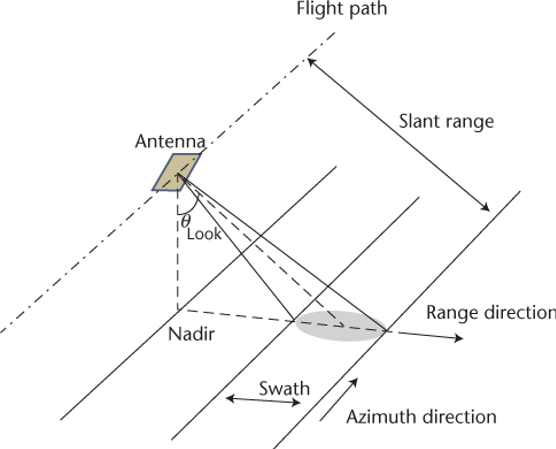 Flight path
Slant range
Antenna
θ
Look
Range direction
Nadir
Swath
Azimuth direction